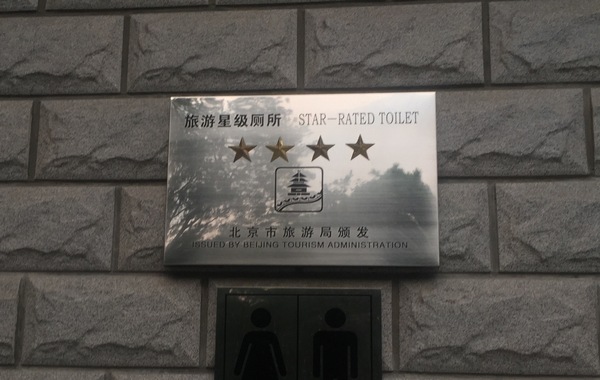 旅游星级厕所 STAR-RATED TOILET
北京市旅游局颁发
ISSUED BY BEIJING TOURISM ADMINISTRATION